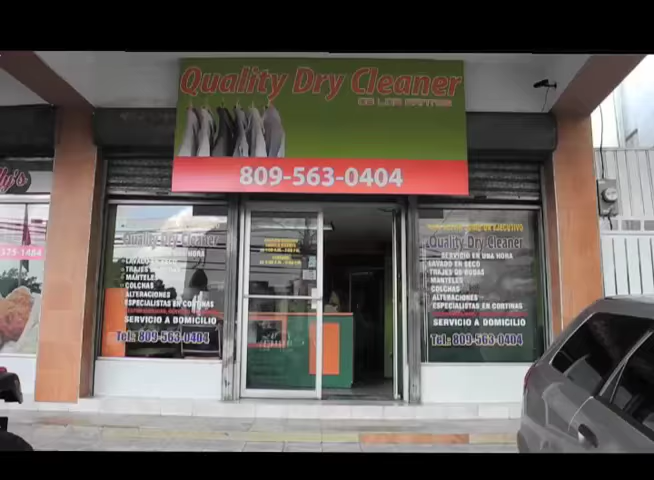 Quality Dry Cleaner
DE LOS SANTOS
809-563-0404
Quality Dry Cleaner
LAVADO EN SECO
TRAJES
MANTELES
COLCHAS
ALTERACIONES
ESPECIALISTAS EN CORTINAS
SERVICIO A DOMICILIO
Tel.: 809-563-0404
Quality Dry Cleaner
SERVICIO EN UNA HORA
LAVADO EN SECO
TRAJES DE BODAS
MANTELES
COLCHAS
ALTERACIONES
ESPECIALISTAS EN CORTINAS
SERVICIO A DOMICILIO
Tel.: 809-563-0404